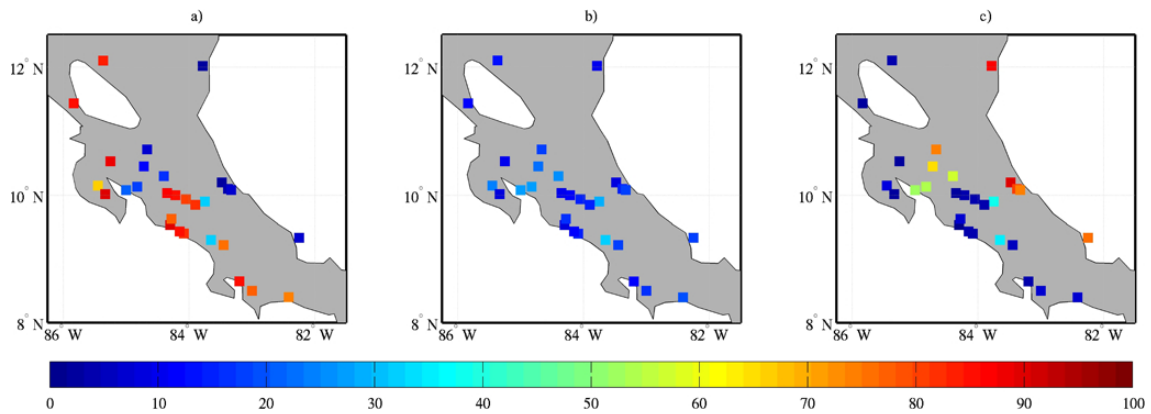 a) b) c)
12° N 12° N 12° N
10° N 10° N 10° N
8° N 8° N 8° N
86° W 84° W 82° W 86° W 84° W 82° W 86° W 84° W 82° W
0 10 20 30 40 50 60 70 80 90 100